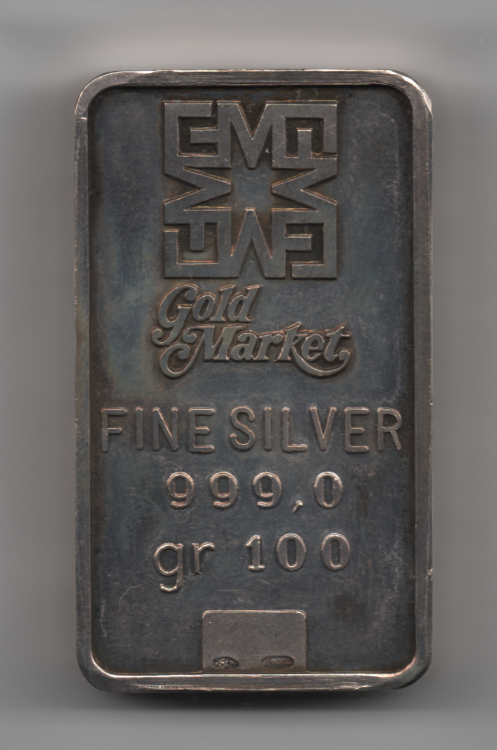 Gold
Market
FINE SILVER
999,0
gr 100